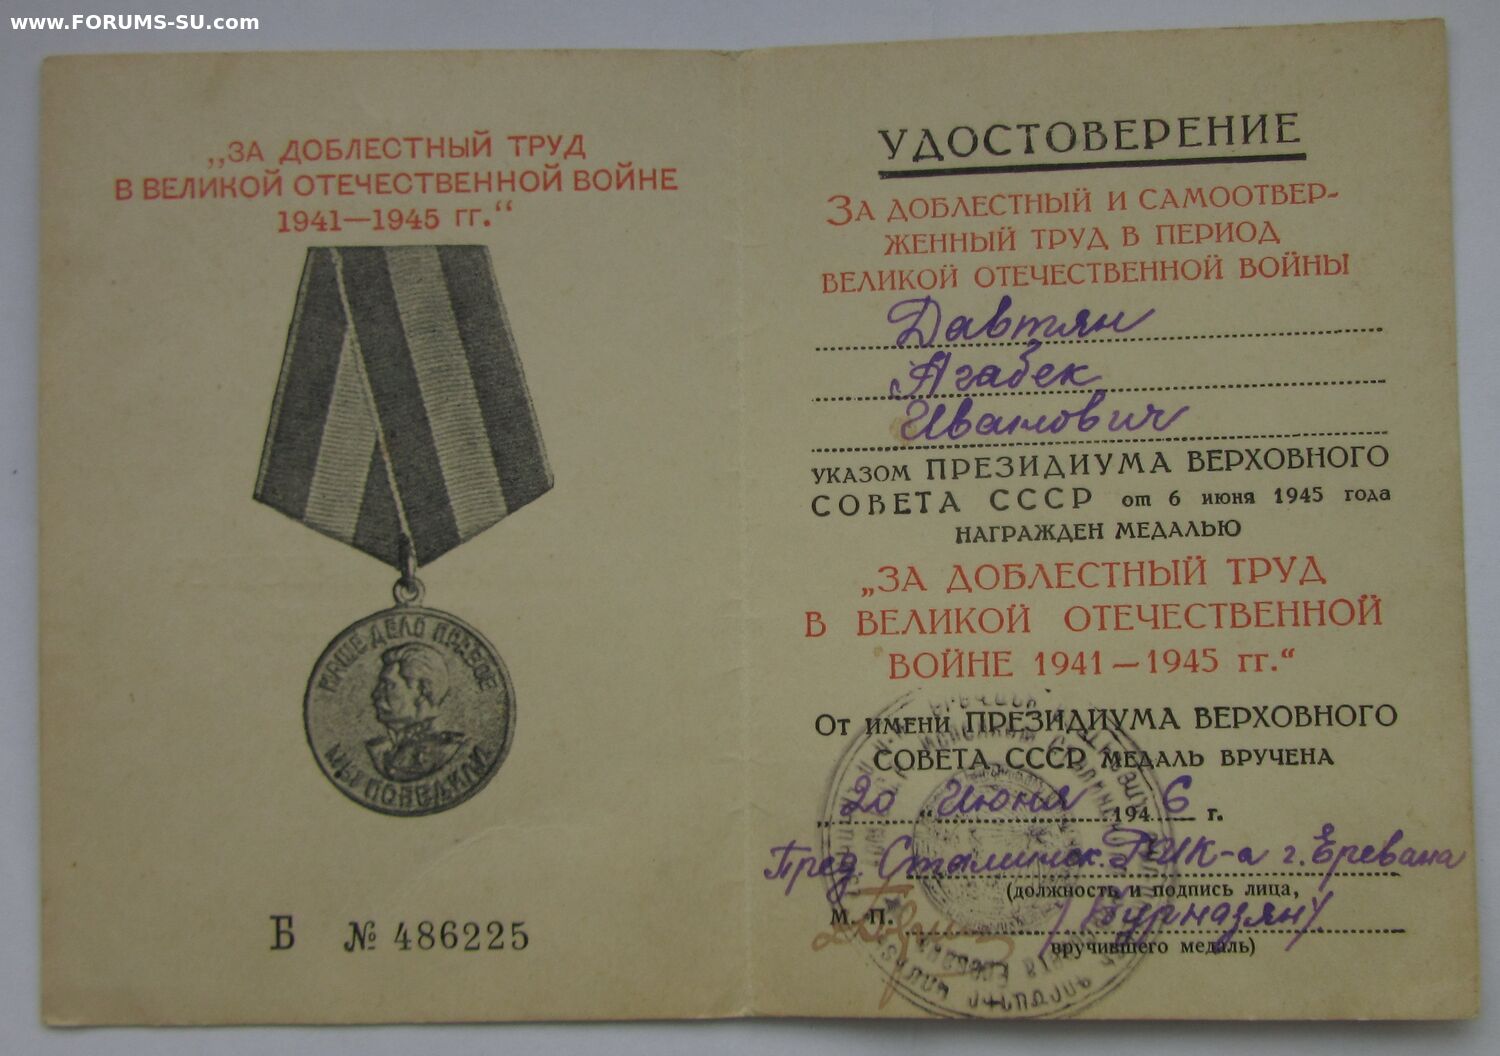 www.FORUMS-SU.com
„ЗА ДОБЛЕСТНЫЙ ТРУД
В ВЕЛИКОЙ ОТЕЧЕСТВЕННОЙ ВОЙНЕ
1941—1945 гг.“
НАШЕ ДЕЛО ПРАВОЕ
МЫ ПОБЕДИЛИ
Б № 486225
УДОСТОВЕРЕНИЕ
ЗА ДОБЛЕСТНЫЙ И САМООТВЕР-
ЖЕННЫЙ ТРУД В ПЕРИОД
ВЕЛИКОЙ ОТЕЧЕСТВЕННОЙ ВОЙНЫ
Давтян
Агабек
Иванович
УКАЗОМ ПРЕЗИДИУМА ВЕРХОВНОГО
СОВЕТА СССР от 6 июня 1945 года
НАГРАЖДЕН МЕДАЛЬЮ
„ЗА ДОБЛЕСТНЫЙ ТРУД
В ВЕЛИКОЙ ОТЕЧЕСТВЕННОЙ
ВОЙНЕ 1941—1945 гг.“
ОТ ИМЕНИ ПРЕЗИДИУМА ВЕРХОВНОГО
СОВЕТА СССР МЕДАЛЬ ВРУЧЕНА
„20“ Июня 1946 г.
Пред. Сталинск. РИК-а г. Еревана
(должность и подпись лица,
М. П. /Бурназян/
вручившего медаль)